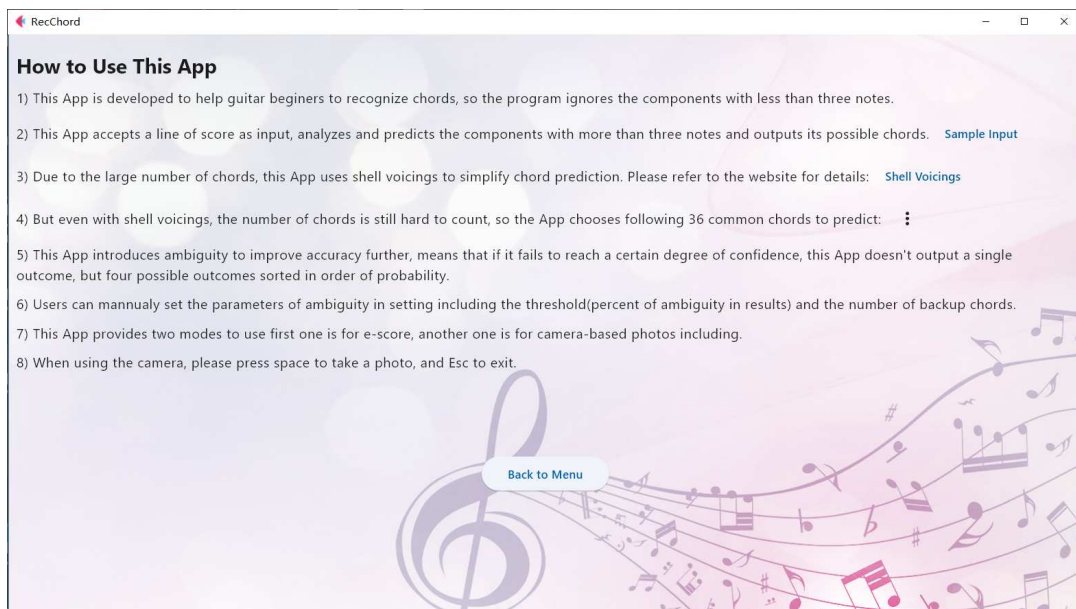 RecChord
How to Use This App
1) This App is developed to help guitar beginers to recognize chords, so the program ignores the components with less than three notes.
2) This App accepts a line of score as input, analyzes and predicts the components with more than three notes and outputs its possible chords. Sample Input
3) Due to the large number of chords, this App uses shell voicings to simplify chord prediction. Please refer to the website for details: Shell Voicings
4) But even with shell voicings, the number of chords is still hard to count, so the App chooses following 36 common chords to predict:
5) This App introduces ambiguity to improve accuracy further, means that if it fails to reach a certain degree of confidence, this App doesn't output a single
outcome, but four possible outcomes sorted in order of probability.
6) Users can mannualy set the parameters of ambiguity in setting including the threshold(percent of ambiguity in results) and the number of backup chords.
7) This App provides two modes to use first one is for e-score, another one is for camera-based photos including.
8) When using the camera, please press space to take a photo, and Esc to exit.
Back to Menu